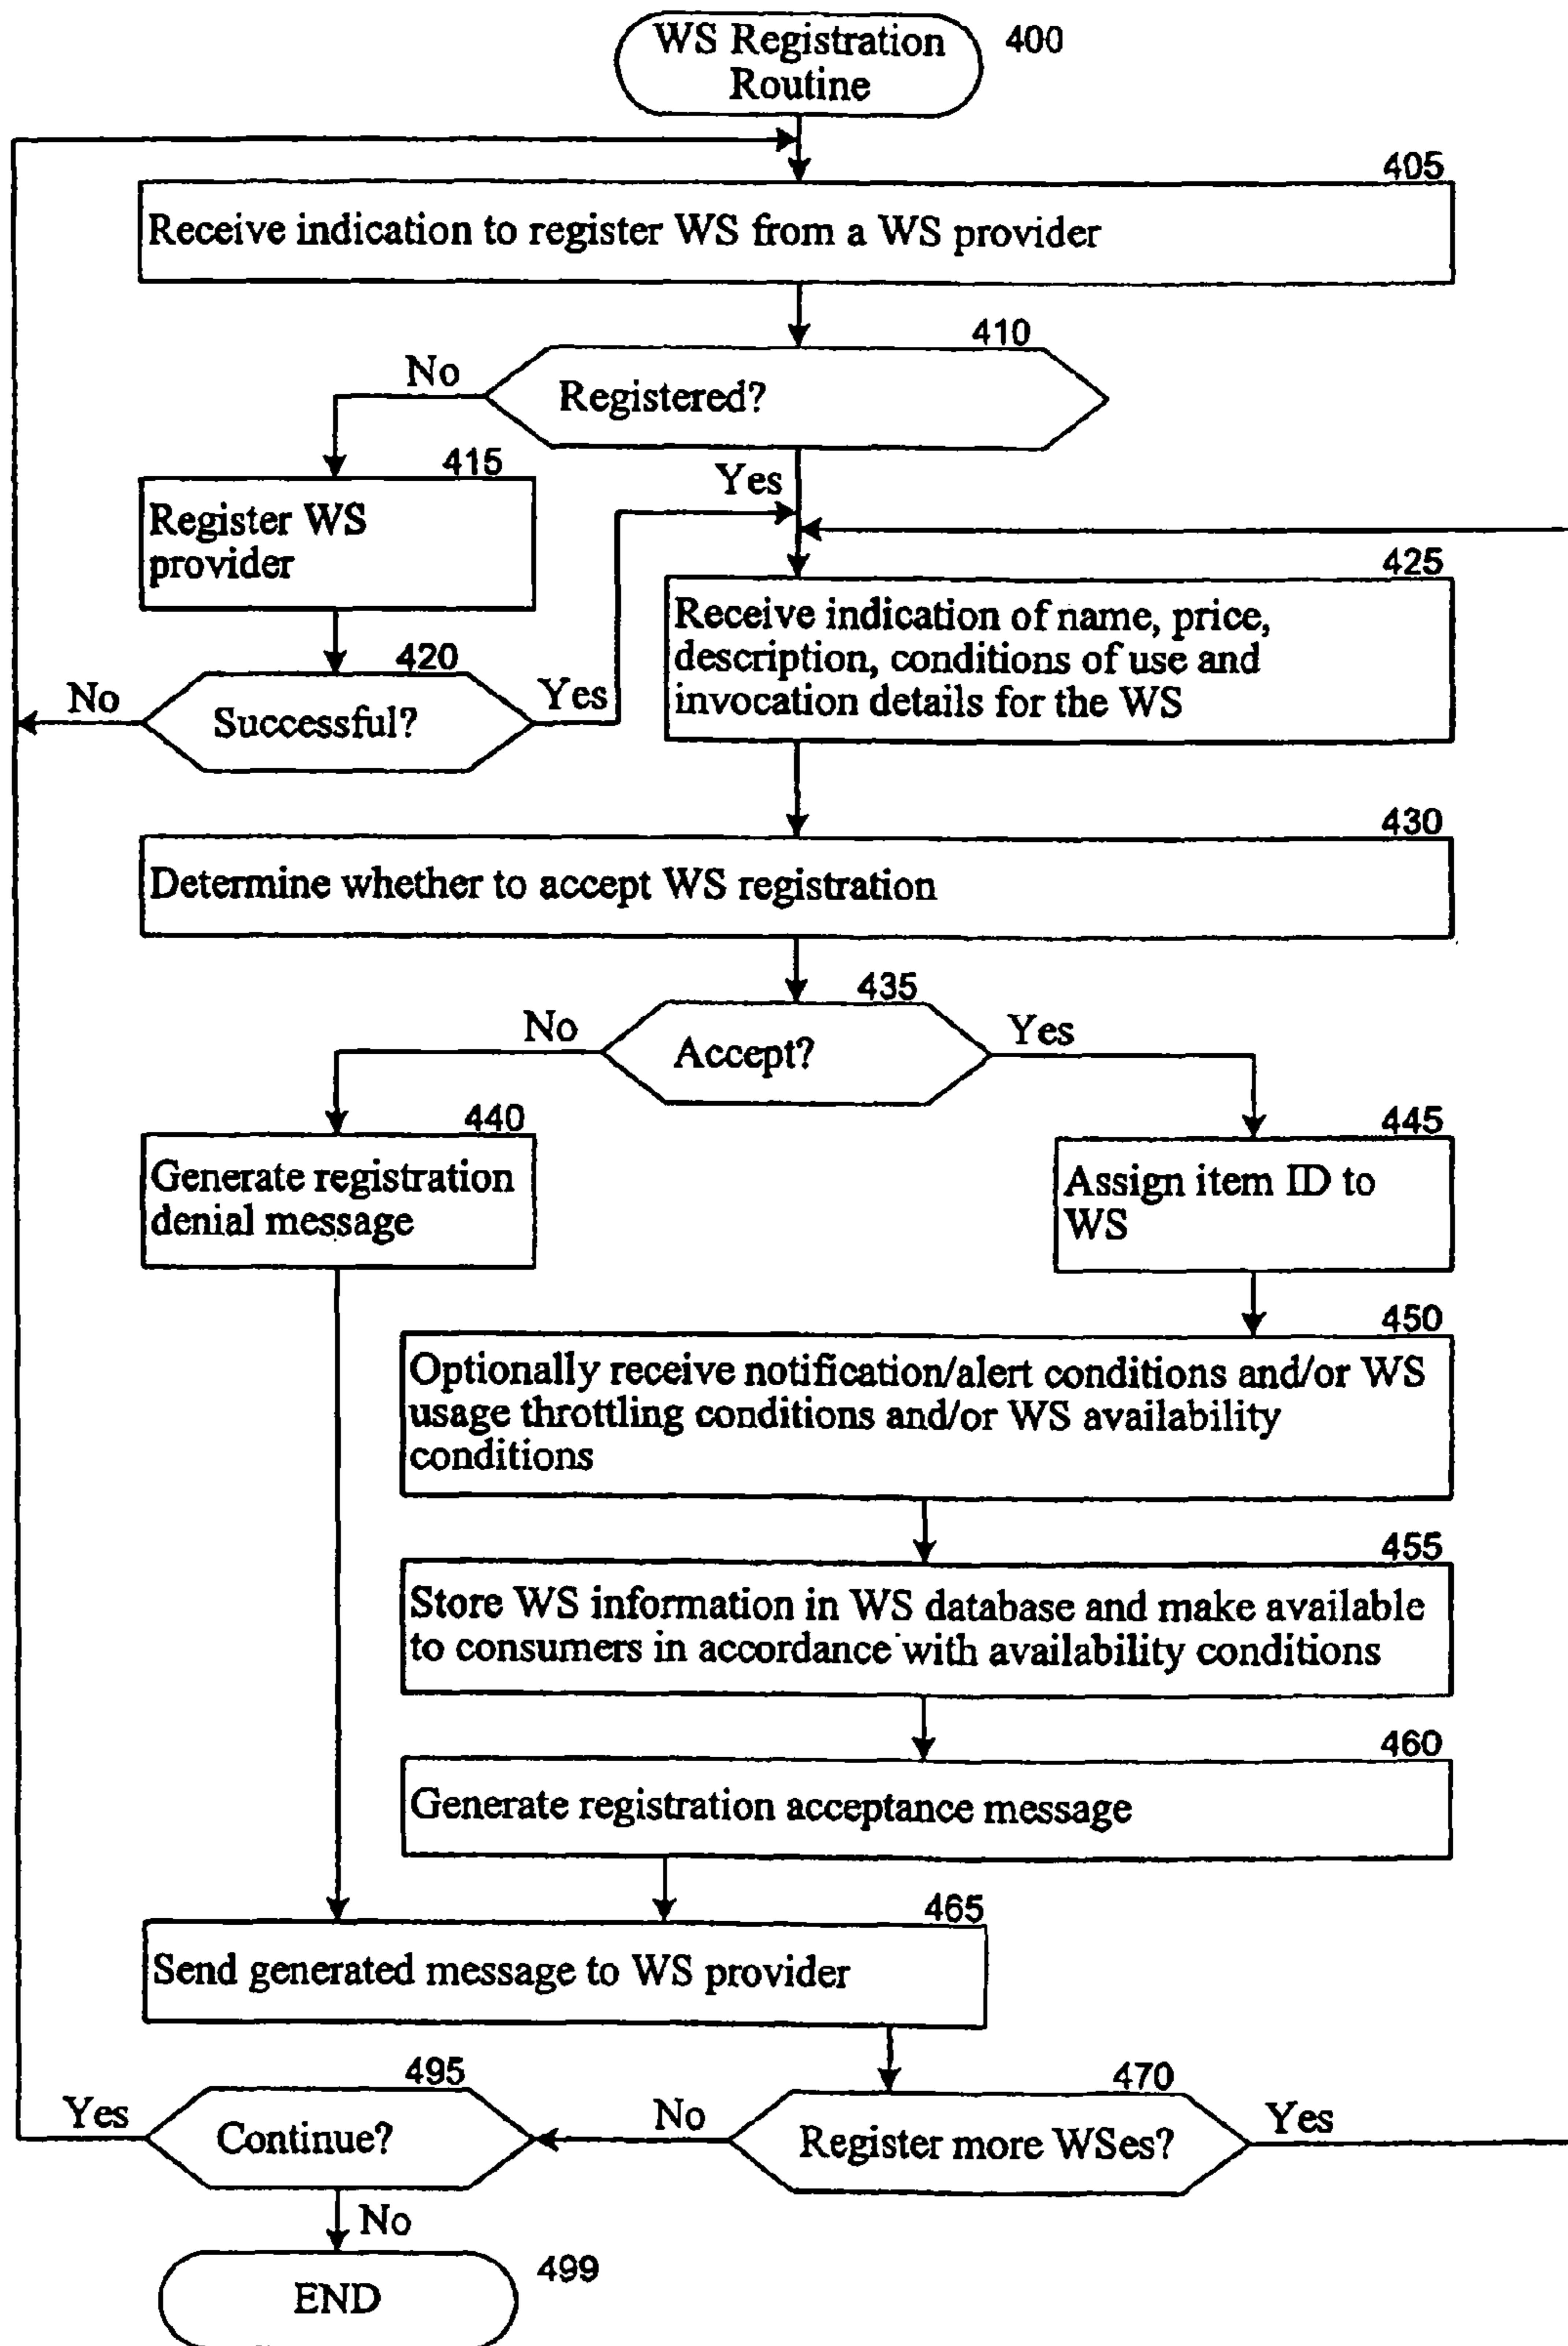 WS Registration
Routine
400
405
Receive indication to register WS from a WS provider
410
No
Registered?
415
Yes
Register WS
provider
425
Receive indication of name, price,
description, conditions of use and
invocation details for the WS
420
No
Yes
Successful?
430
Determine whether to accept WS registration
435
No
Yes
Accept?
440
445
Generate registration
denial message
Assign item ID to
WS
450
Optionally receive notification/alert conditions and/or WS
usage throttling conditions and/or WS availability
conditions
455
Store WS information in WS database and make available
to consumers in accordance with availability conditions
460
Generate registration acceptance message
465
Send generated message to WS provider
495
470
Yes
Continue?
No
Register more WSes?
Yes
No
499
END